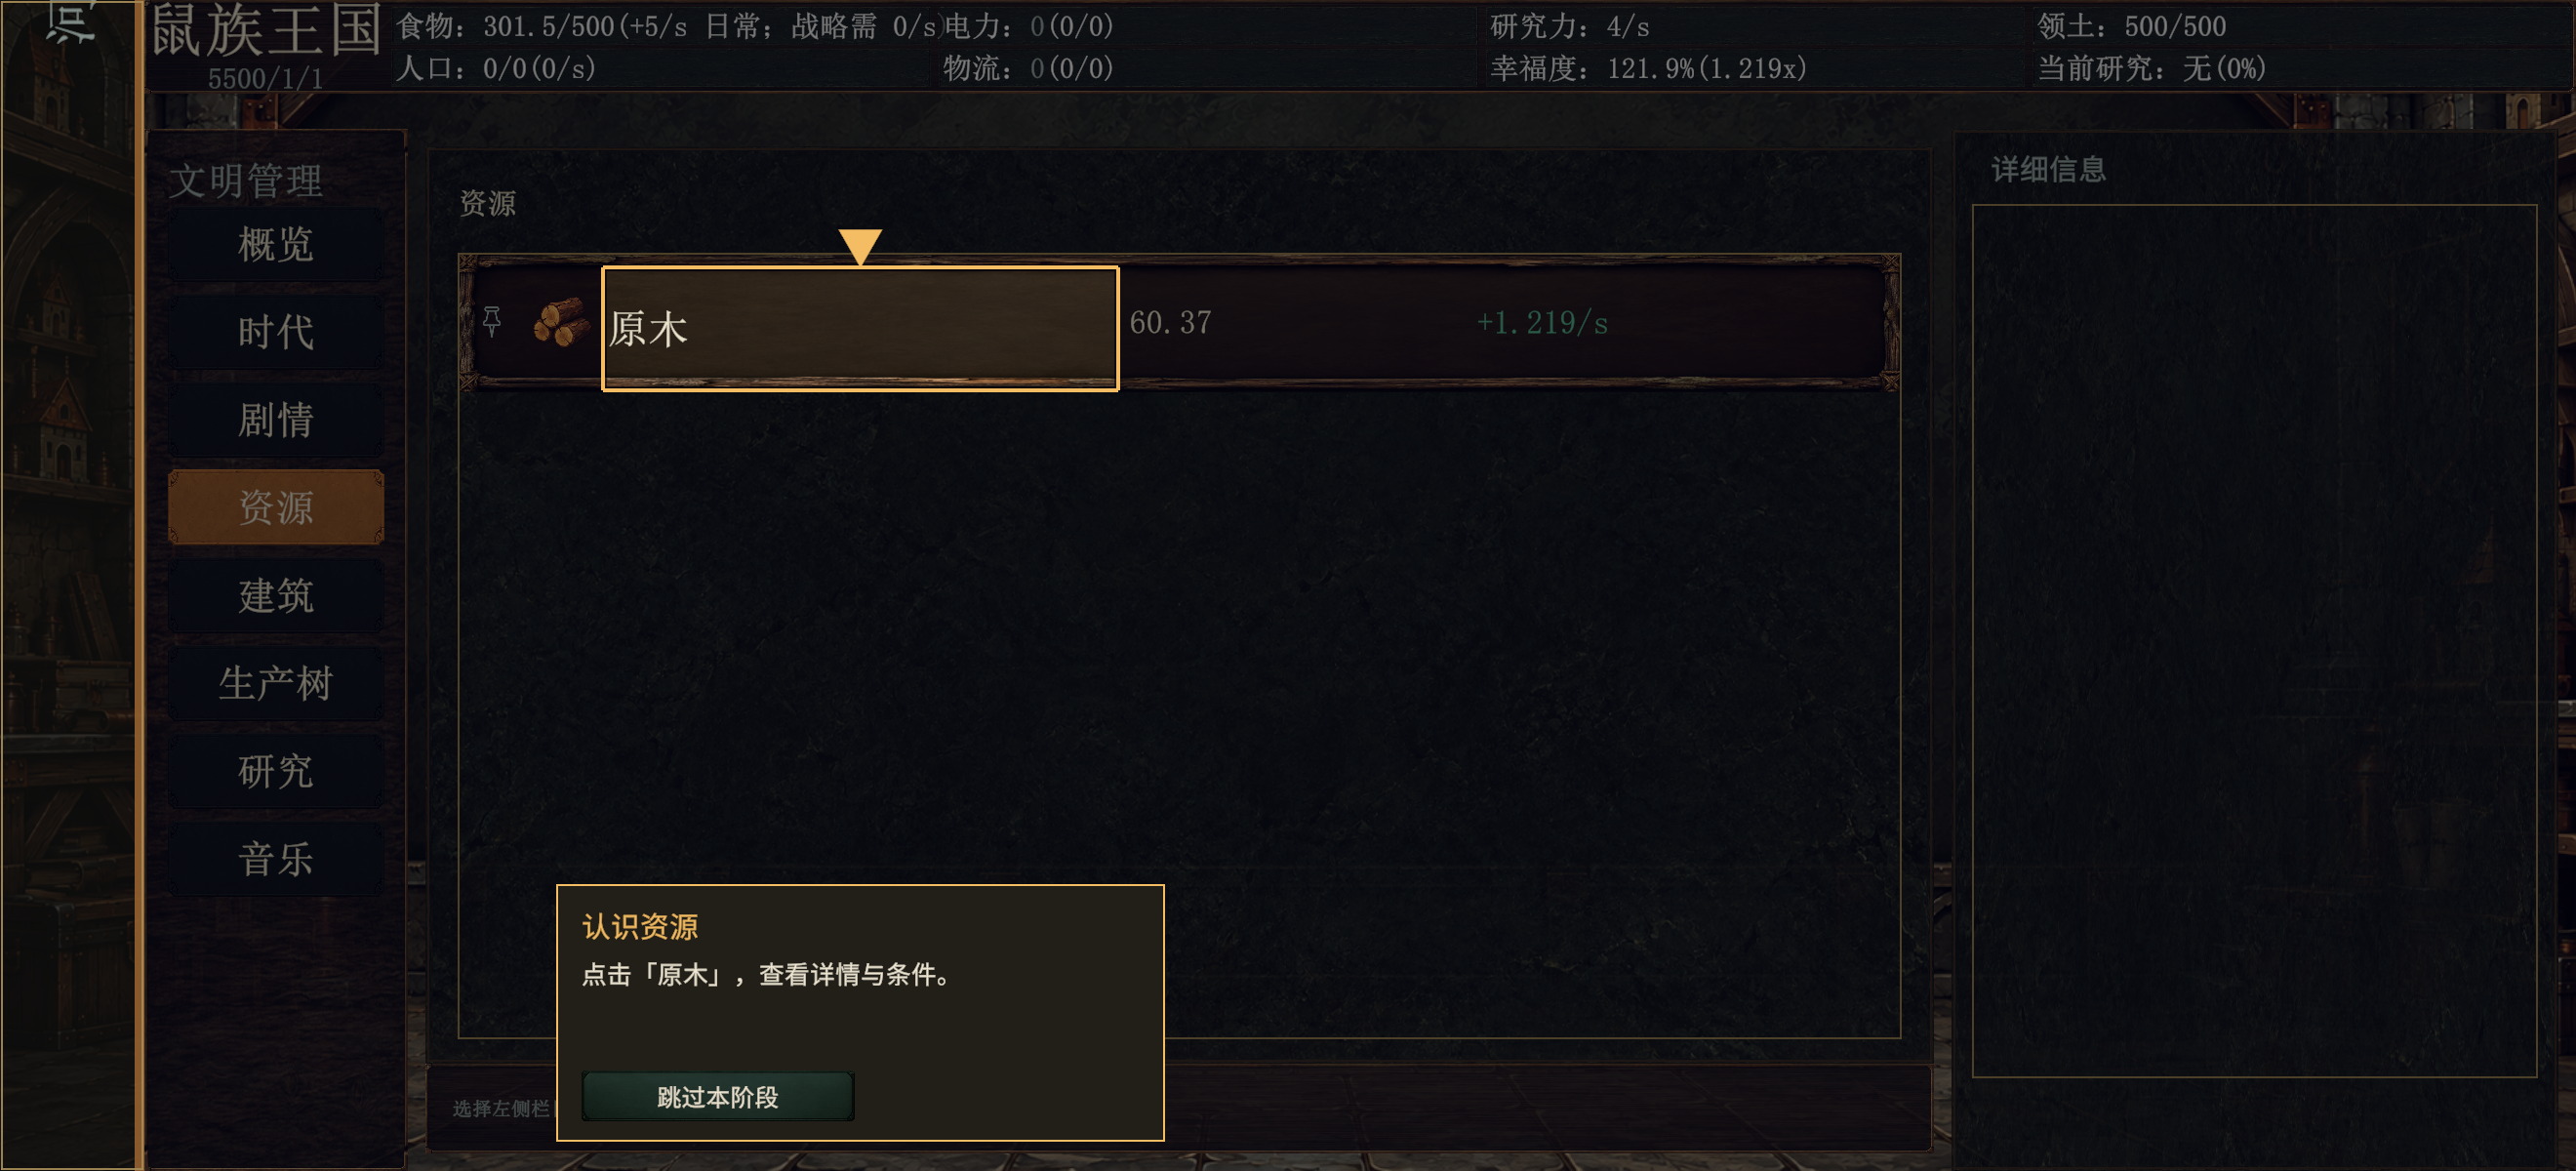 鼠族王国
5500/1/1
食物：301.5/500(+5/s 日常；战略需 0/s)
电力：0(0/0)
研究力：4/s
领土：500/500
人口：0/0(0/s)
物流：0(0/0)
幸福度：121.9%(1.219x)
当前研究：无(0%)
文明管理
概览
时代
剧情
资源
建筑
生产树
研究
音乐
资源
原木
60.37
+1.219/s
详细信息
认识资源
点击「原木」，查看详情与条件。
跳过本阶段
选择左侧栏